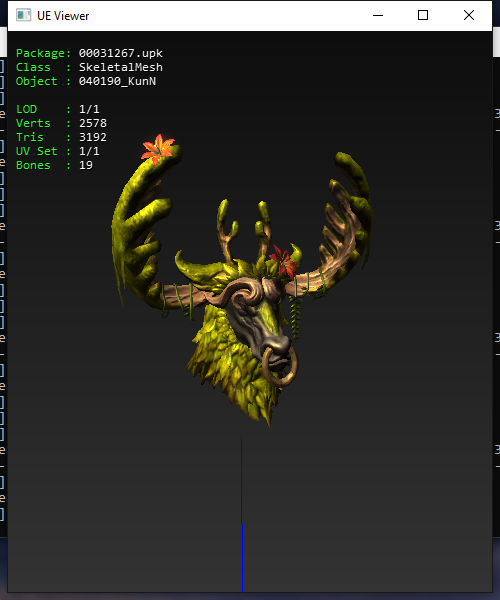 UE Viewer
Package: 00031267.upk
Class : SkeletalMesh
Object : 040190_KunN
LOD : 1/1
Verts : 2578
Tris : 3192
UV Set : 1/1
Bones : 19